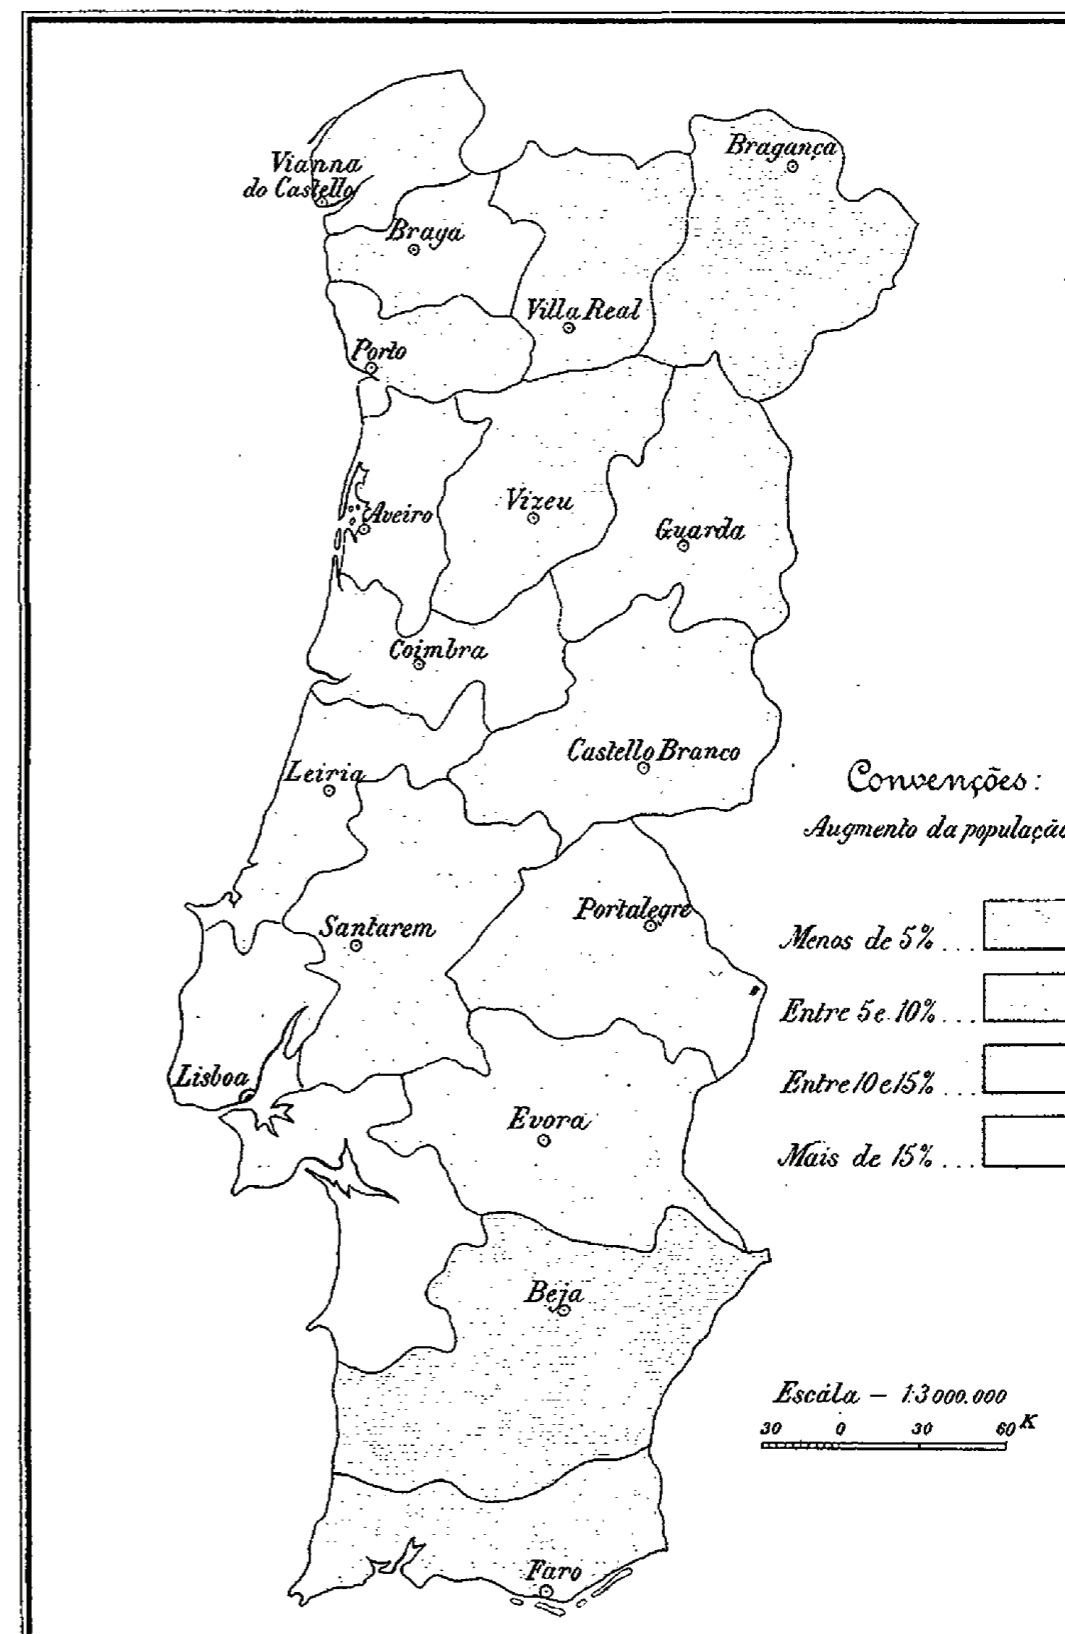 Bragança
Vianna
do Castello
Braga
Villa Real
Porto
Vizeu
Aveiro
Guarda
Coimbra
Castello Branco
Leiria
Convenções:
Augmento da população
Portalegre
Santarem
Menos de 5% ...
Entre 5 e 10% ...
Lisboa
Entre 10 e 15% ...
Evora
Mais de 15% ...
Beja
Escála – 1:3 000.000
30 0 30 60 K
Faro